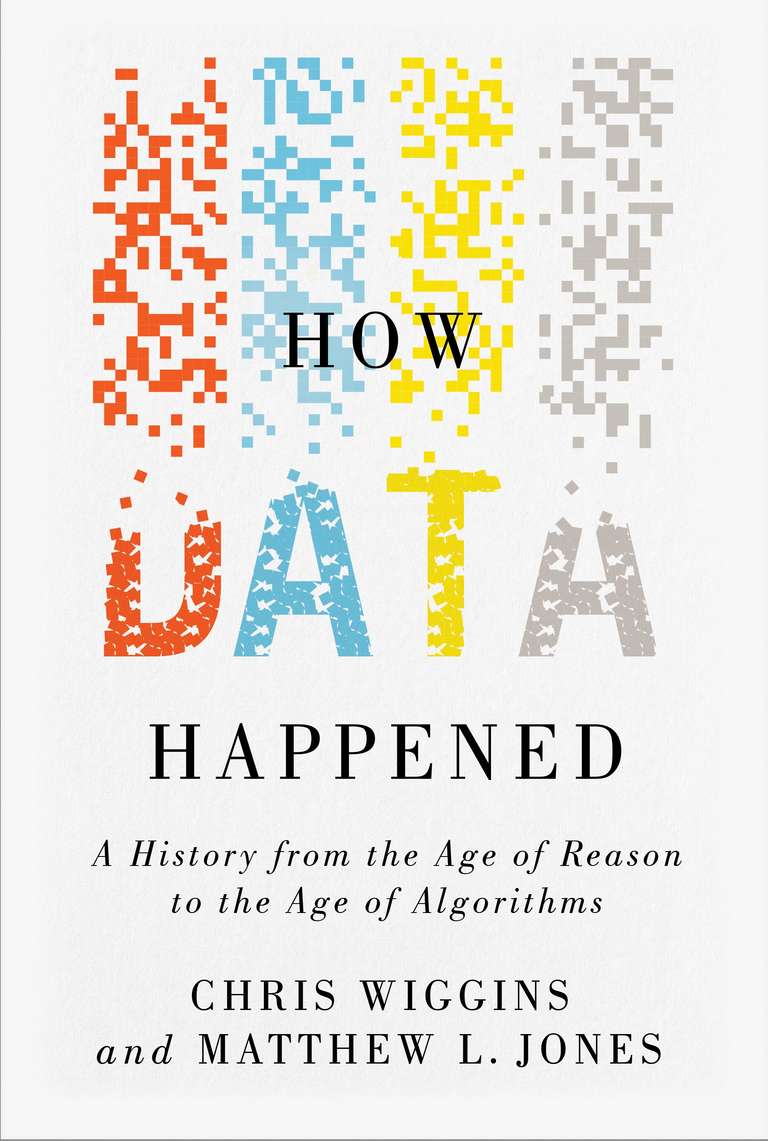 HOW
DATA
HAPPENED
A History from the Age of Reason
to the Age of Algorithms
CHRIS WIGGINS
and MATTHEW L. JONES